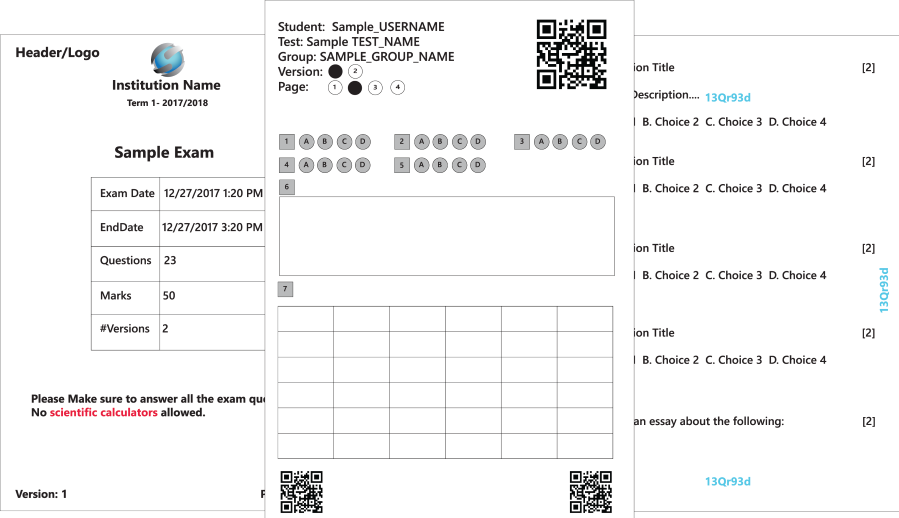 Header/Logo
Institution Name
Term 1- 2017/2018
Sample Exam
Exam Date 12/27/2017 1:20 PM
EndDate 12/27/2017 3:20 PM
Questions 23
Marks 50
#Versions 2
Please Make sure to answer all the exam que
No scientific calculators allowed.
Version: 1
Student: Sample_USERNAME
Test: Sample TEST_NAME
Group: SAMPLE_GROUP_NAME
Version: 2
Page: 1 3 4
1 A B C D 2 A B C D 3 A B C D
4 A B C D 5 A B C D
6
7
ion Title [2]
Description.... 13Qr93d
B. Choice 2 C. Choice 3 D. Choice 4
ion Title [2]
B. Choice 2 C. Choice 3 D. Choice 4
ion Title [2]
B. Choice 2 C. Choice 3 D. Choice 4
13Qr93d
ion Title [2]
B. Choice 2 C. Choice 3 D. Choice 4
an essay about the following: [2]
13Qr93d